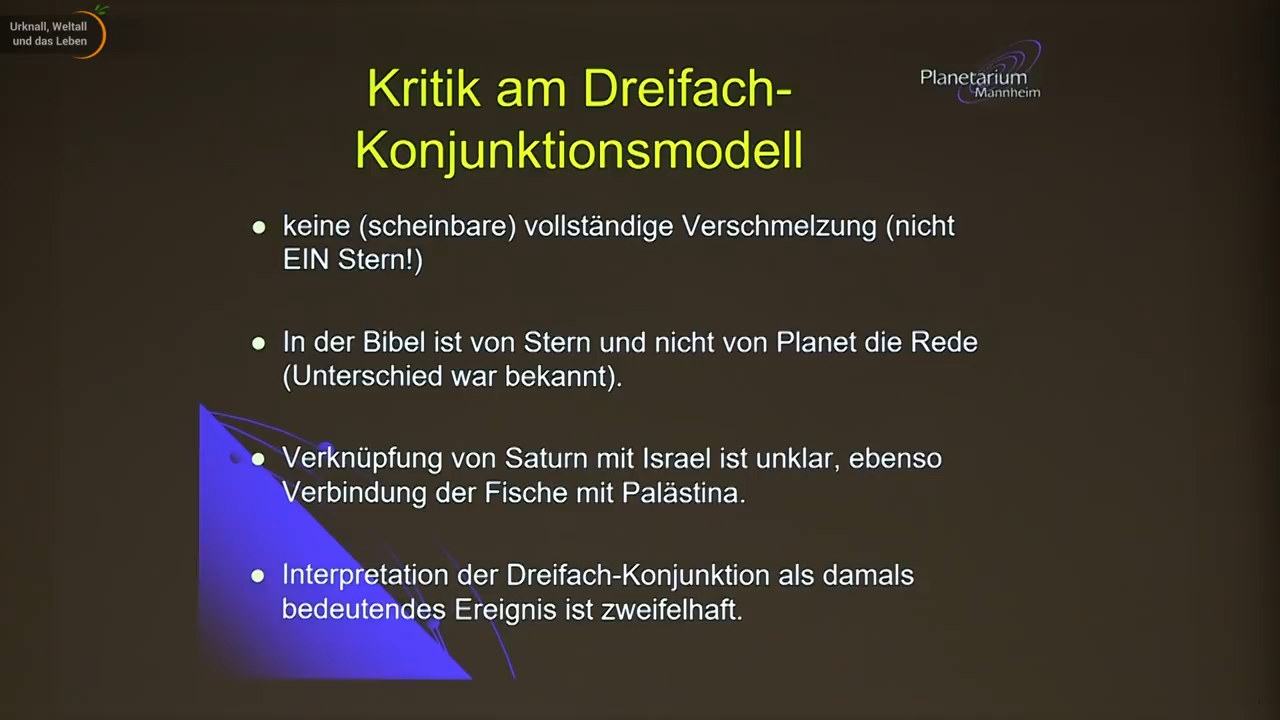 Urknall, Weltall
und das Leben
Planetarium
Mannheim
Kritik am Dreifach-
Konjunktionsmodell
● keine (scheinbare) vollständige Verschmelzung (nicht
EIN Stern!)
● In der Bibel ist von Stern und nicht von Planet die Rede
(Unterschied war bekannt).
● Verknüpfung von Saturn mit Israel ist unklar, ebenso
Verbindung der Fische mit Palästina.
● Interpretation der Dreifach-Konjunktion als damals
bedeutendes Ereignis ist zweifelhaft.